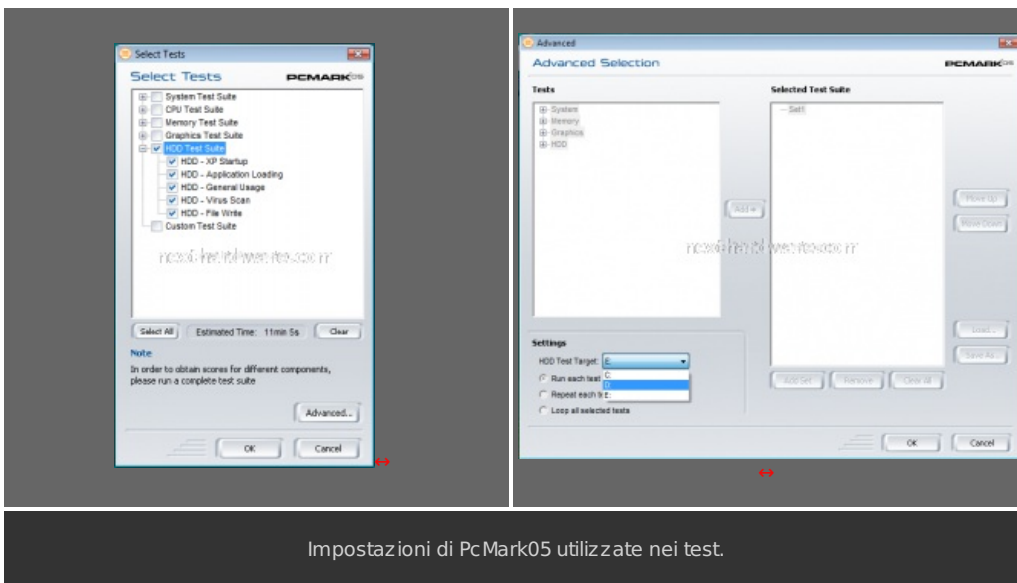 Select Tests
Select Tests PCMARK05
System Test Suite
CPU Test Suite
Memory Test Suite
Graphics Test Suite
HDD Test Suite
HDD - XP Startup
HDD - Application Loading
HDD - General Usage
HDD - Virus Scan
HDD - File Write
Custom Test Suite
Select All Estimated Time: 11min 5s Clear
Note
In order to obtain scores for different components,
please run a complete test suite
Advanced...
OK Cancel
Advanced
Advanced Selection PCMARK05
Tests Selected Test Suite
System Set1
Memory
Graphics
HDD
Add
Move Up
Move Down
Load...
Save As...
Settings
HDD Test Target: E:
C:
Run each test
D:
Repeat each t E:
Loop all selected tests
Add Set Remove Clear All
OK Cancel
Impostazioni di PcMark05 utilizzate nei test.